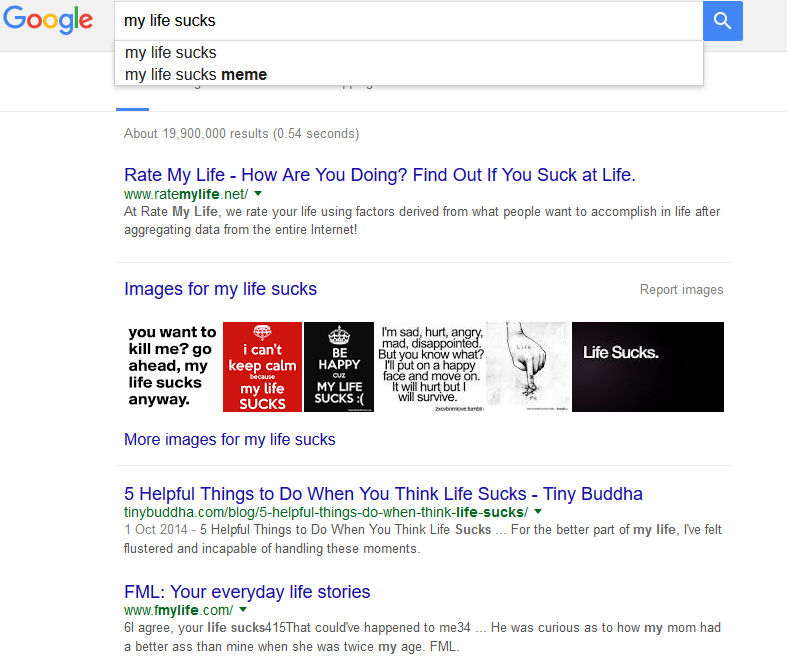 Google
my life sucks
my life sucks
my life sucks meme
About 19,900,000 results (0.54 seconds)
Rate My Life - How Are You Doing? Find Out If You Suck at Life.
www.ratemylife.net/
At Rate My Life, we rate your life using factors derived from what people want to accomplish in life after
aggregating data from the entire Internet!
Images for my life sucks
Report images
you want to
kill me? go
ahead, my
life sucks
anyway.
i can't
keep calm
because
my life
SUCKS
BE
HAPPY
CUZ
MY LIFE
SUCKS :(
I'm sad, hurt, angry,
mad, disappointed.
But you know what?
I'll put on a happy
face and move on.
It will hurt but I
will survive.
Life
Me
Life Sucks.
More images for my life sucks
5 Helpful Things to Do When You Think Life Sucks - Tiny Buddha
tinybuddha.com/blog/5-helpful-things-do-when-think-life-sucks/
1 Oct 2014 - 5 Helpful Things to Do When You Think Life Sucks ... For the better part of my life, I've felt
flustered and incapable of handling these moments.
FML: Your everyday life stories
www.fmylife.com/
6I agree, your life sucks415That could've happened to me34 ... He was curious as to how my mom had
a better ass than mine when she was twice my age. FML.